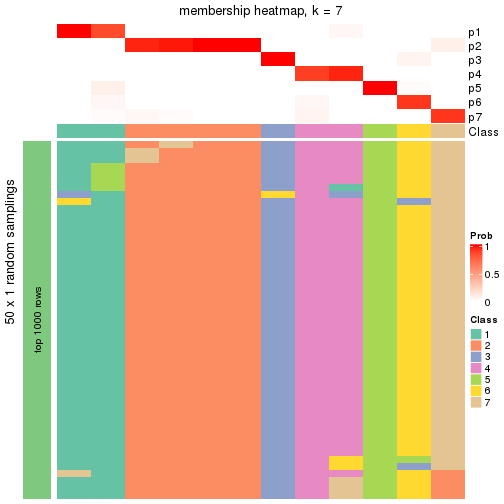 membership heatmap, k = 7
p1
p2
p3
p4
p5
p6
p7
Class
50 x 1 random samplings
top 1000 rows
Prob
1
0.5
0
Class
1
2
3
4
5
6
7